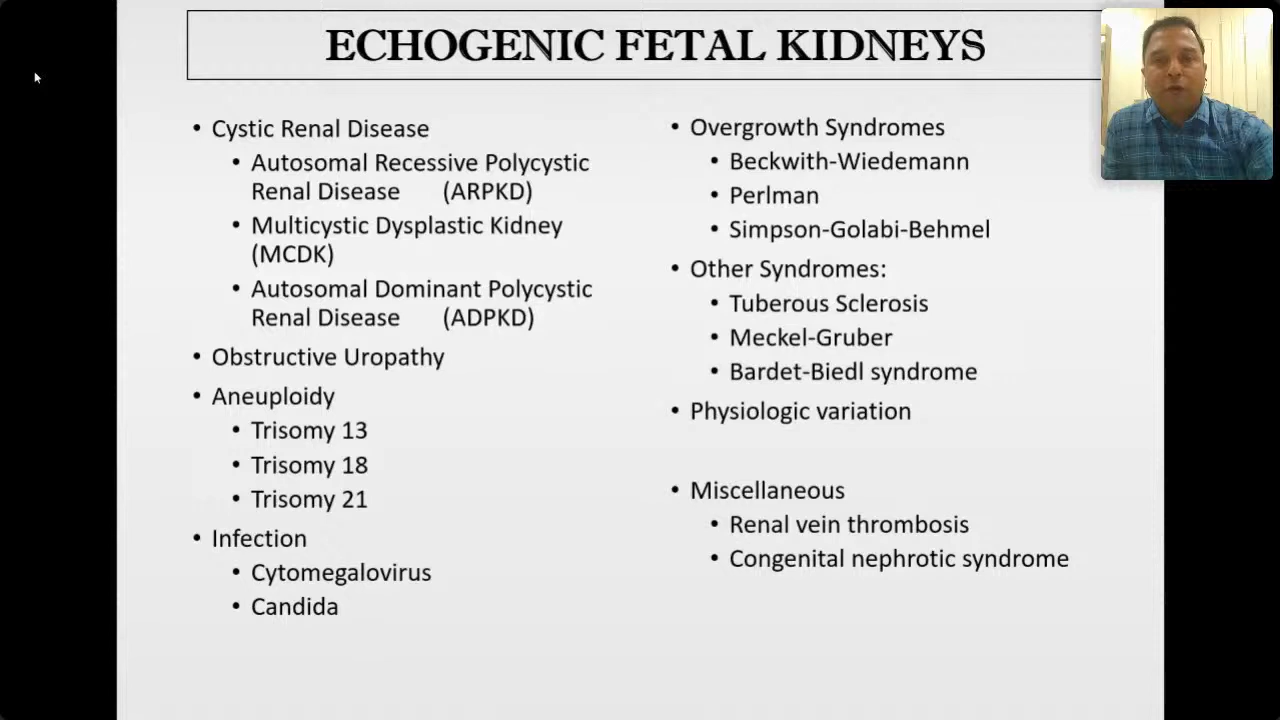 ECHOGENIC FETAL KIDNEYS
• Cystic Renal Disease
• Autosomal Recessive Polycystic
Renal Disease (ARPKD)
• Multicystic Dysplastic Kidney
(MCDK)
• Autosomal Dominant Polycystic
Renal Disease (ADPKD)
• Obstructive Uropathy
• Aneuploidy
• Trisomy 13
• Trisomy 18
• Trisomy 21
• Infection
• Cytomegalovirus
• Candida
• Overgrowth Syndromes
• Beckwith-Wiedemann
• Perlman
• Simpson-Golabi-Behmel
• Other Syndromes:
• Tuberous Sclerosis
• Meckel-Gruber
• Bardet-Biedl syndrome
• Physiologic variation
• Miscellaneous
• Renal vein thrombosis
• Congenital nephrotic syndrome